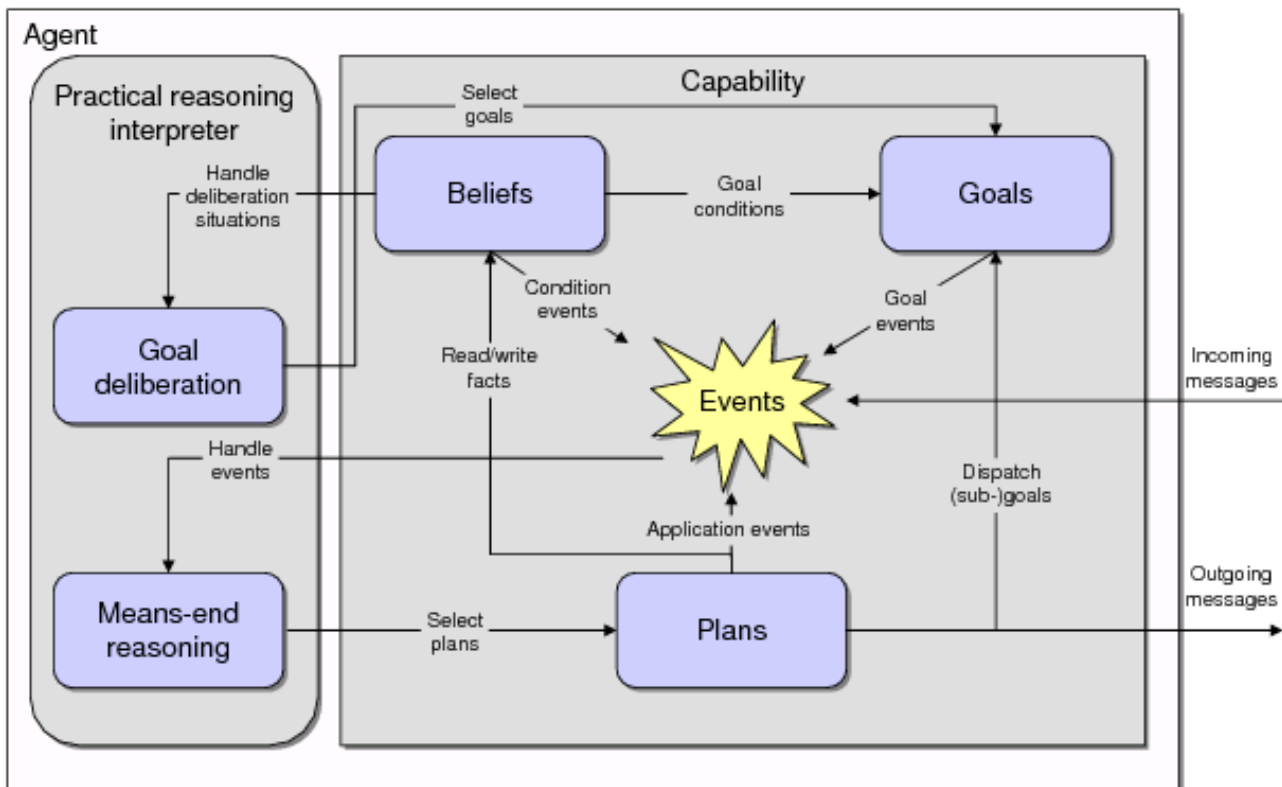 Agent
Practical reasoning
interpreter
Capability
Select
goals
Handle
deliberation
situations
Beliefs
Goal
conditions
Goals
Condition
events
Goal
events
Goal
deliberation
Read/write
facts
Events
Incoming
messages
Handle
events
Dispatch
(sub-)goals
Application events
Means-end
reasoning
Select
plans
Plans
Outgoing
messages